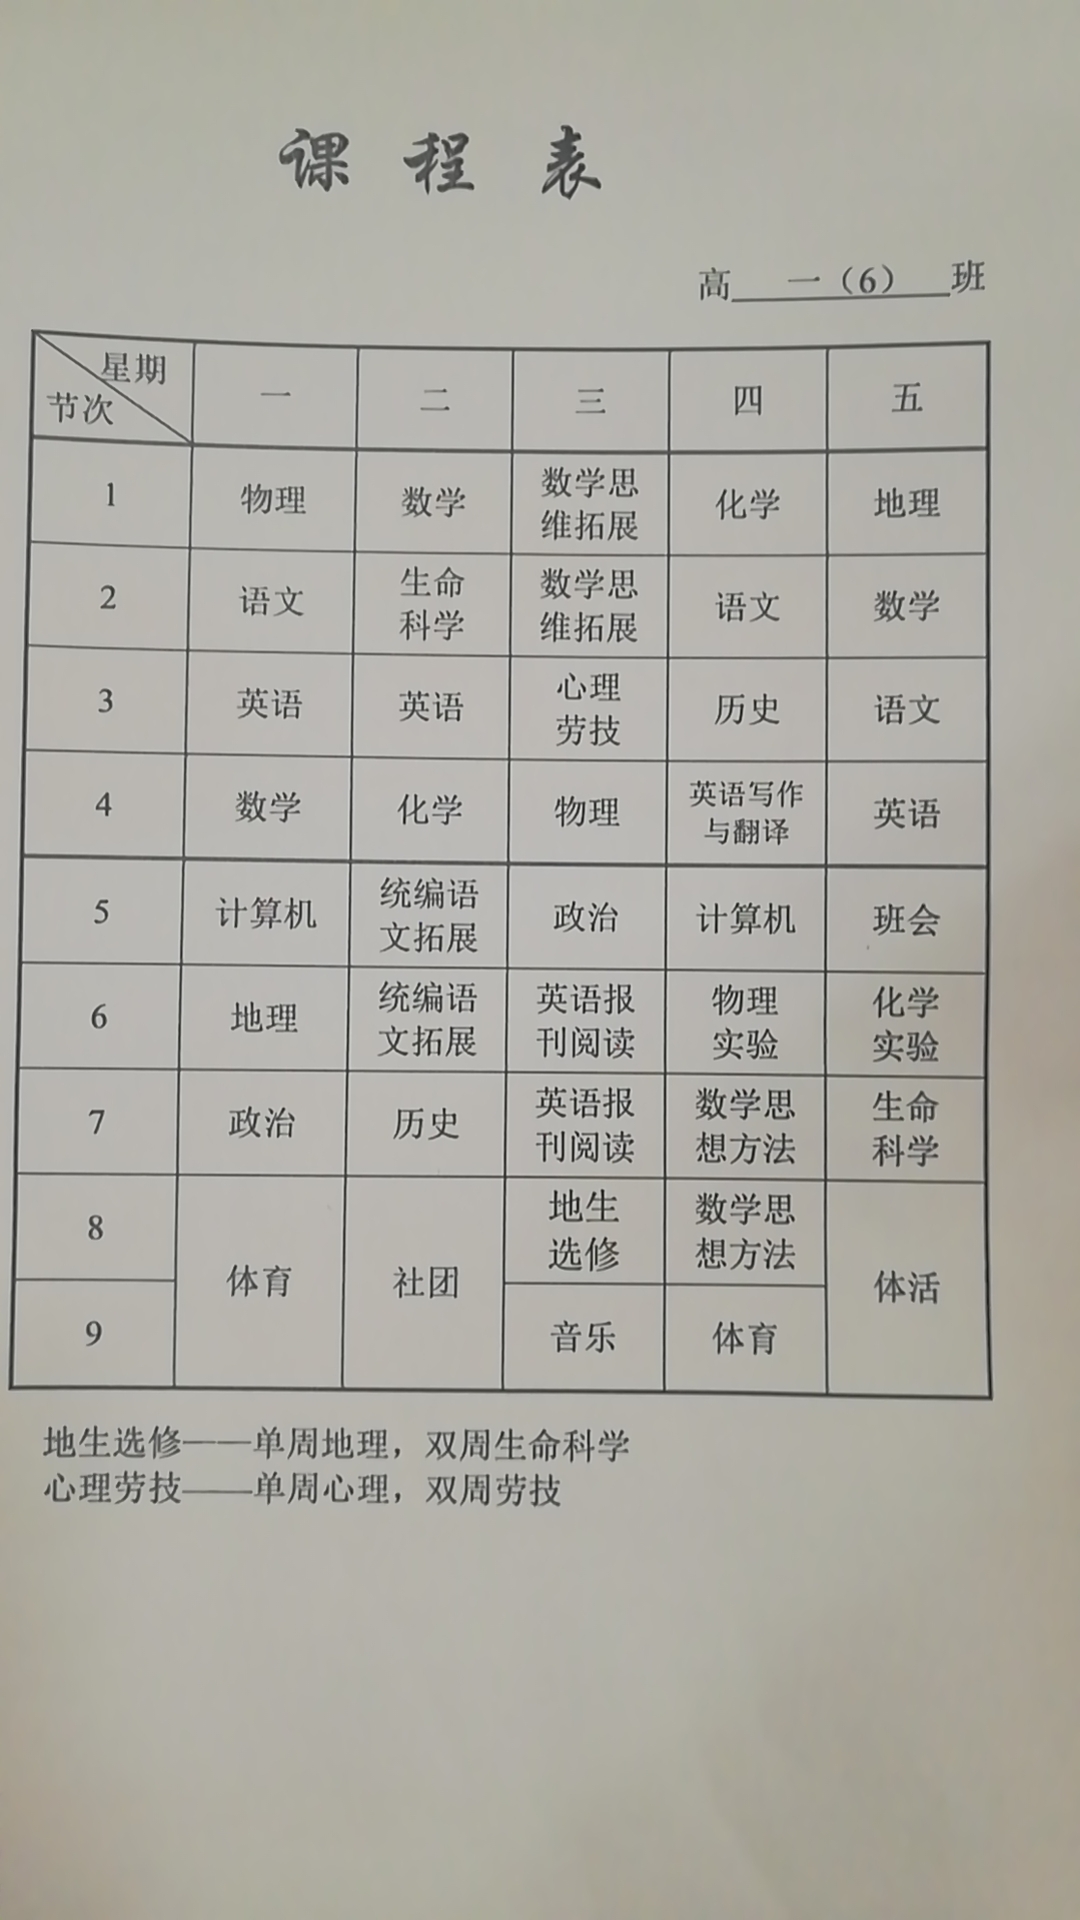 课程表
高 一（6） 班
星期 一 二 三 四 五
节次
1 物理 数学 数学思 化学 地理
维拓展
2 语文 生命 数学思 语文 数学
科学 维拓展
3 英语 英语 心理 历史 语文
劳技
4 数学 化学 物理 英语写作 英语
与翻译
5 计算机 统编语 政治 计算机 班会
文拓展
6 地理 统编语 英语报 物理 化学
文拓展 刊阅读 实验 实验
7 政治 历史 英语报 数学思 生命
刊阅读 想方法 科学
8 体育 社团 地生 数学思 体活
选修 想方法
9 音乐 体育
地生选修——单周地理，双周生命科学
心理劳技——单周心理，双周劳技